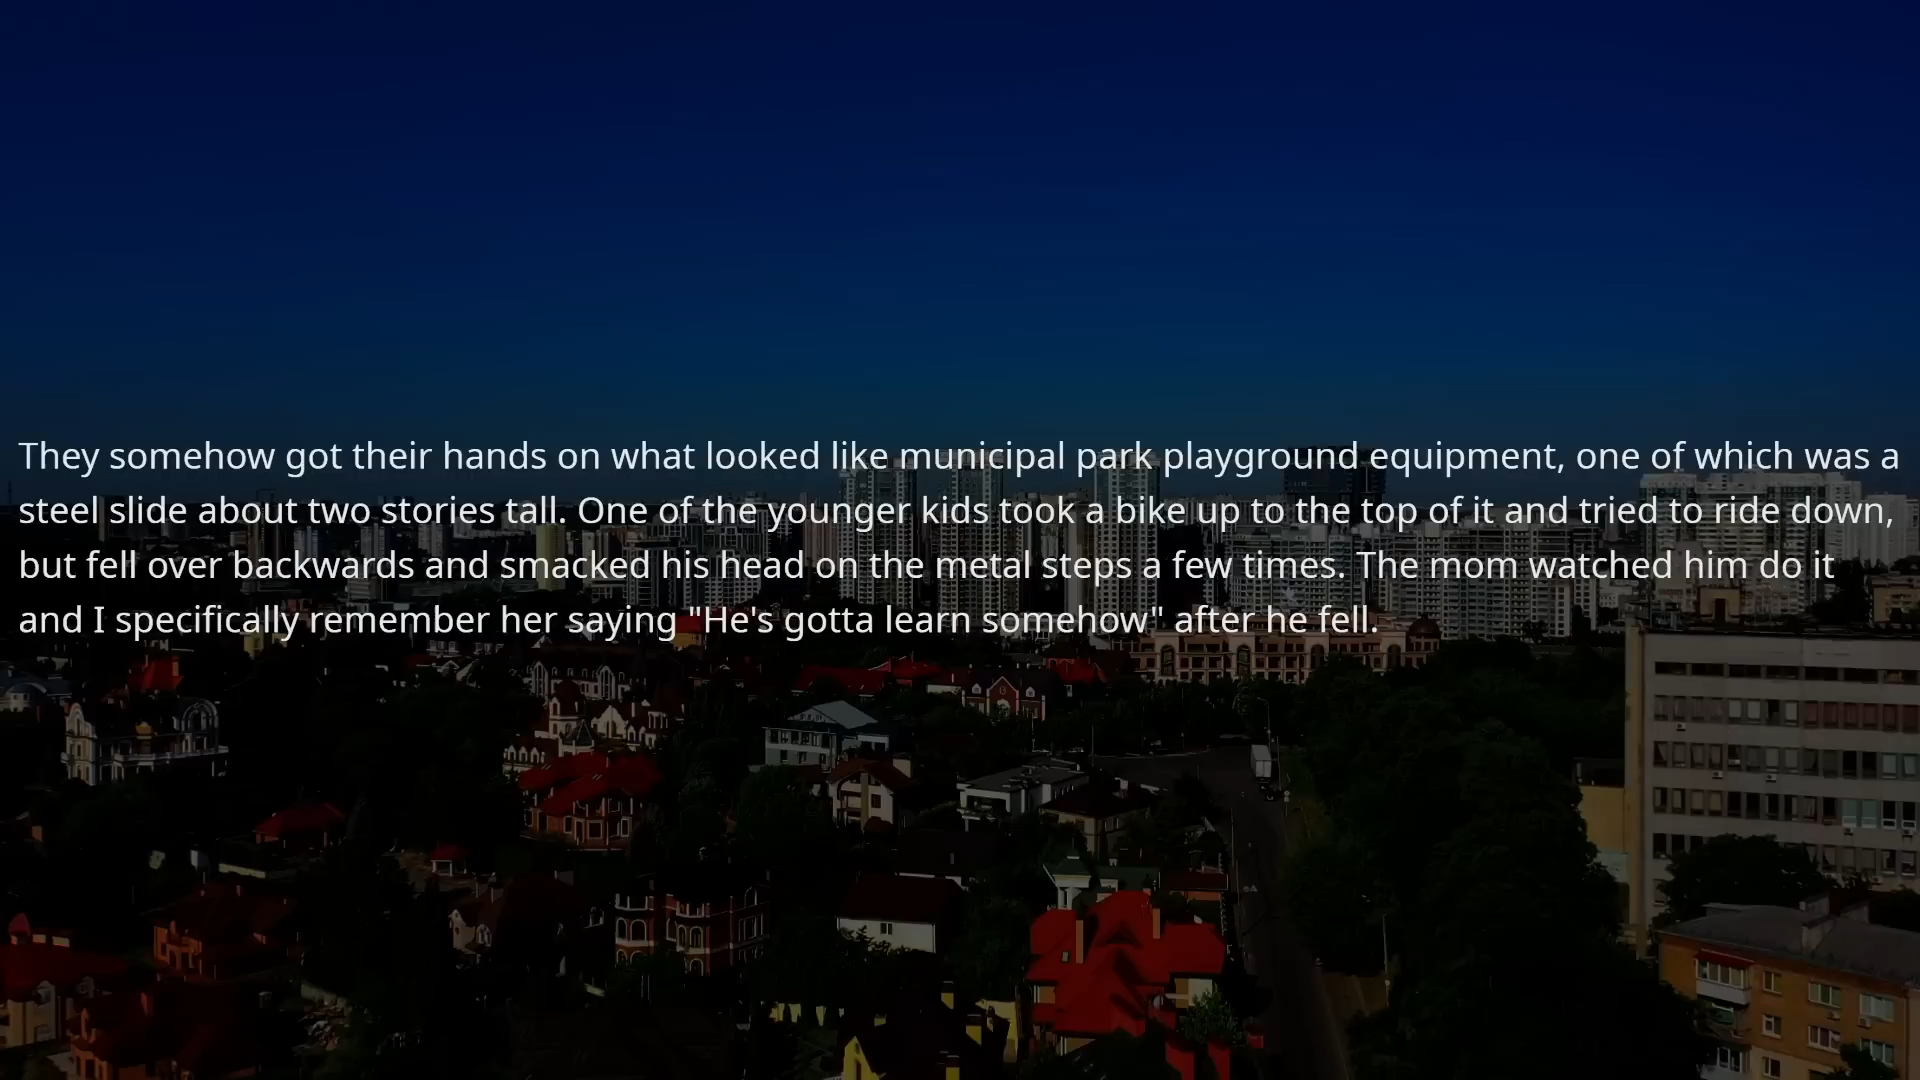 They somehow got their hands on what looked like municipal park playground equipment, one of which was a
steel slide about two stories tall. One of the younger kids took a bike up to the top of it and tried to ride down,
but fell over backwards and smacked his head on the metal steps a few times. The mom watched him do it
and I specifically remember her saying "He's gotta learn somehow" after he fell.